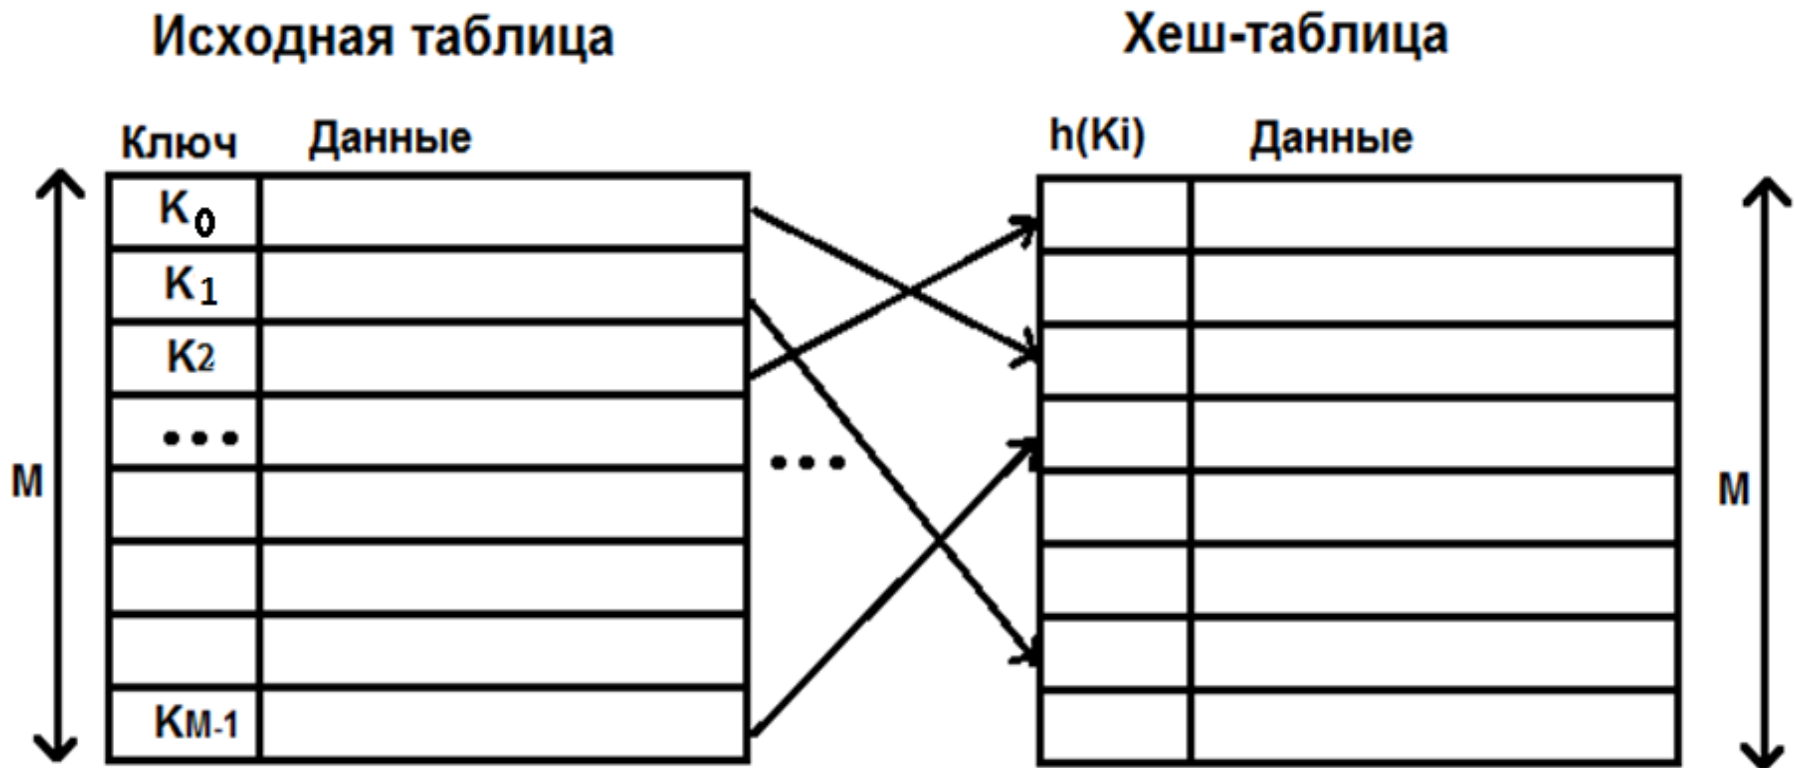 Исходная таблица
Хеш-таблица
Ключ Данные
h(Ki) Данные
K0
K1
K2
...
...
M
M
KM-1